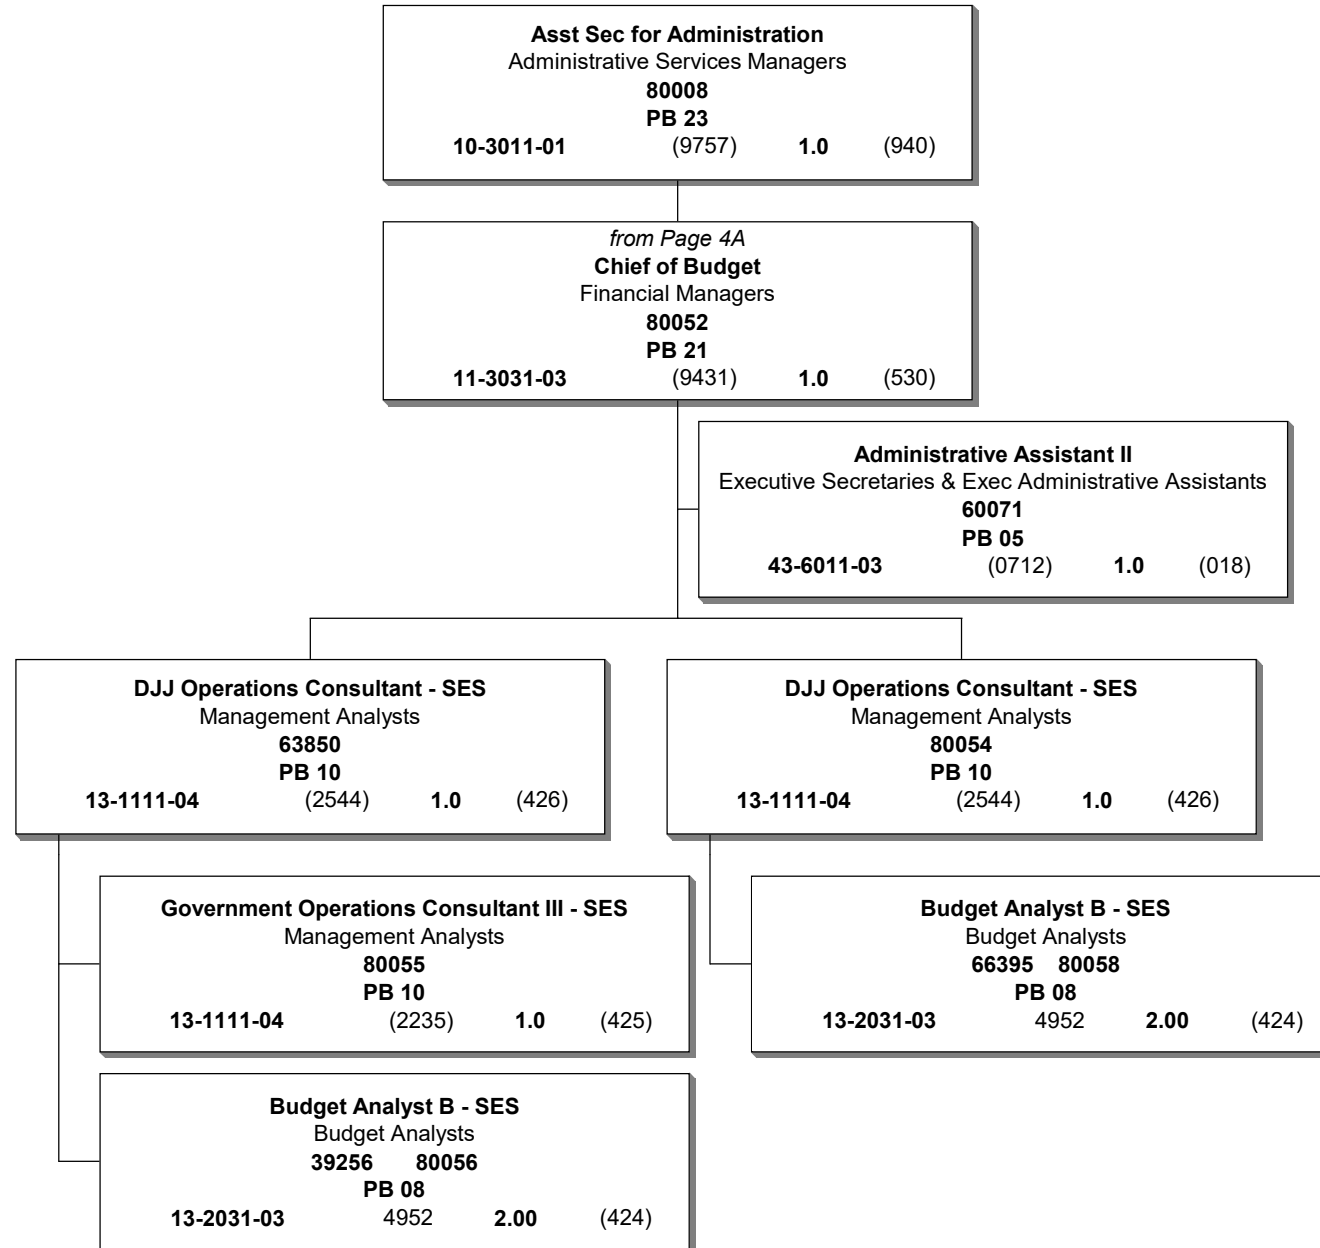 Asst Sec for Administration
Administrative Services Managers
80008
PB 23
10-3011-01 (9757) 1.0 (940)
from Page 4A
Chief of Budget
Financial Managers
80052
PB 21
11-3031-03 (9431) 1.0 (530)
Administrative Assistant II
Executive Secretaries & Exec Administrative Assistants
60071
PB 05
43-6011-03 (0712) 1.0 (018)
DJJ Operations Consultant - SES
Management Analysts
63850
PB 10
13-1111-04 (2544) 1.0 (426)
DJJ Operations Consultant - SES
Management Analysts
80054
PB 10
13-1111-04 (2544) 1.0 (426)
Government Operations Consultant III - SES
Management Analysts
80055
PB 10
13-1111-04 (2235) 1.0 (425)
Budget Analyst B - SES
Budget Analysts
66395 80058
PB 08
13-2031-03 4952 2.00 (424)
Budget Analyst B - SES
Budget Analysts
39256 80056
PB 08
13-2031-03 4952 2.00 (424)